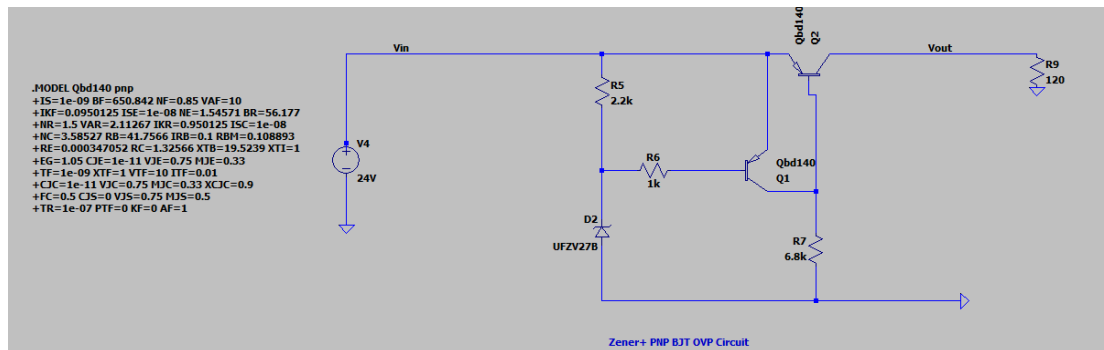 Qbd140
Q2
Vin
Vout
R5
2.2k
R9
120
.MODEL Qbd140 pnp
+IS=1e-09 BF=650.842 NF=0.85 VAF=10
+IKF=0.0950125 ISE=1e-08 NE=1.54571 BR=56.177
+NR=1.5 VAR=2.11267 IKR=0.950125 ISC=1e-08
+NC=3.58527 RB=41.7566 IRB=0.1 RBM=0.108893
+RE=0.000347052 RC=1.32566 XTB=19.5239 XTI=1
+EG=1.05 CJE=1e-11 VJE=0.75 MJE=0.33
+TF=1e-09 XTF=1 VTF=10 ITF=0.01
+CJC=1e-11 VJC=0.75 MJC=0.33 XCJC=0.9
+FC=0.5 CJS=0 VJS=0.75 MJS=0.5
+TR=1e-07 PTF=0 KF=0 AF=1
V4
24V
R6
1k
Qbd140
Q1
D2
UFZV27B
R7
6.8k
Zener+ PNP BJT OVP Circuit